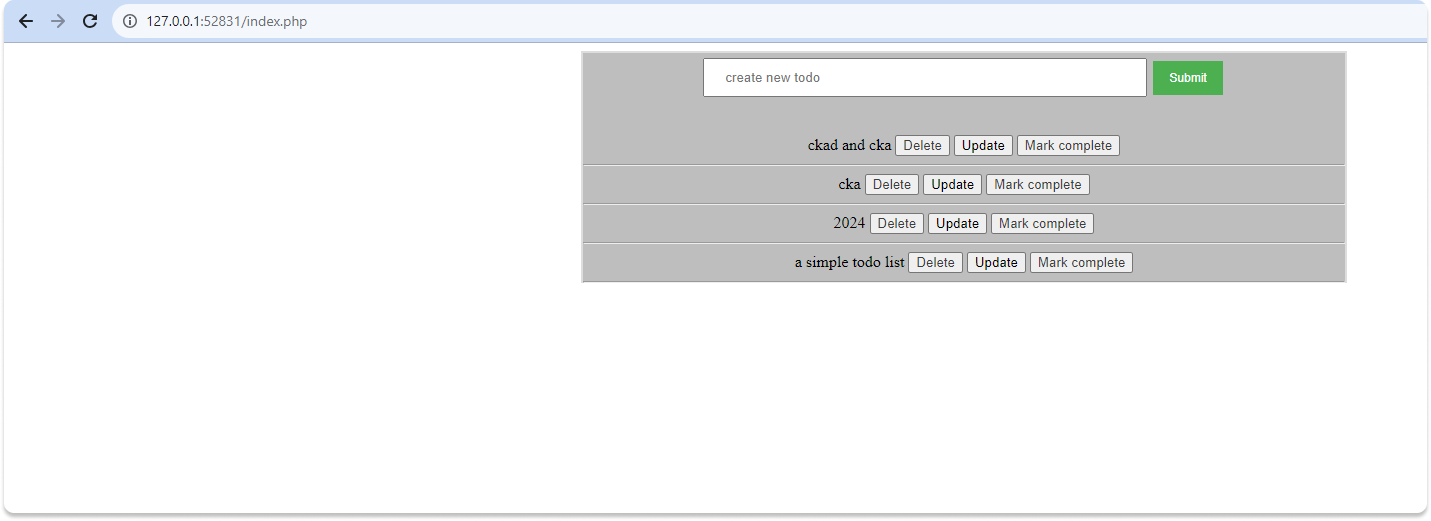 127.0.0.1:52831/index.php
create new todo Submit
ckad and cka Delete Update Mark complete
cka Delete Update Mark complete
2024 Delete Update Mark complete
a simple todo list Delete Update Mark complete